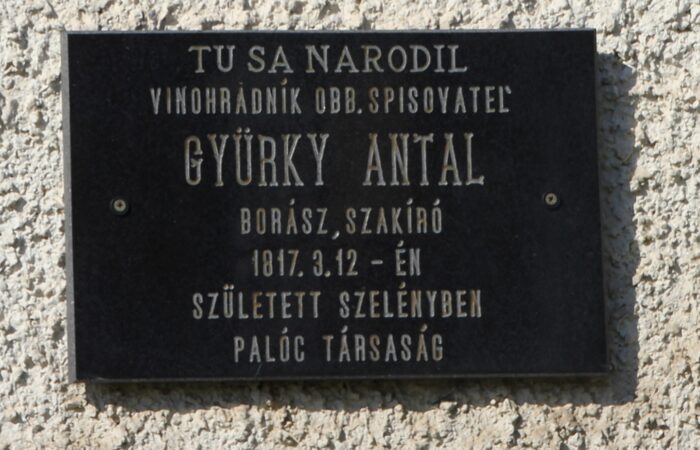 TU SA NARODIL
VINOHRADNÍK OBB. SPISOVATEĽ
GYÜRKY ANTAL
BORÁSZ, SZAKÍRÓ
1817. 3. 12 - ÉN
SZÜLETETT SZELÉNYBEN
PALÓC TÁRSASÁG